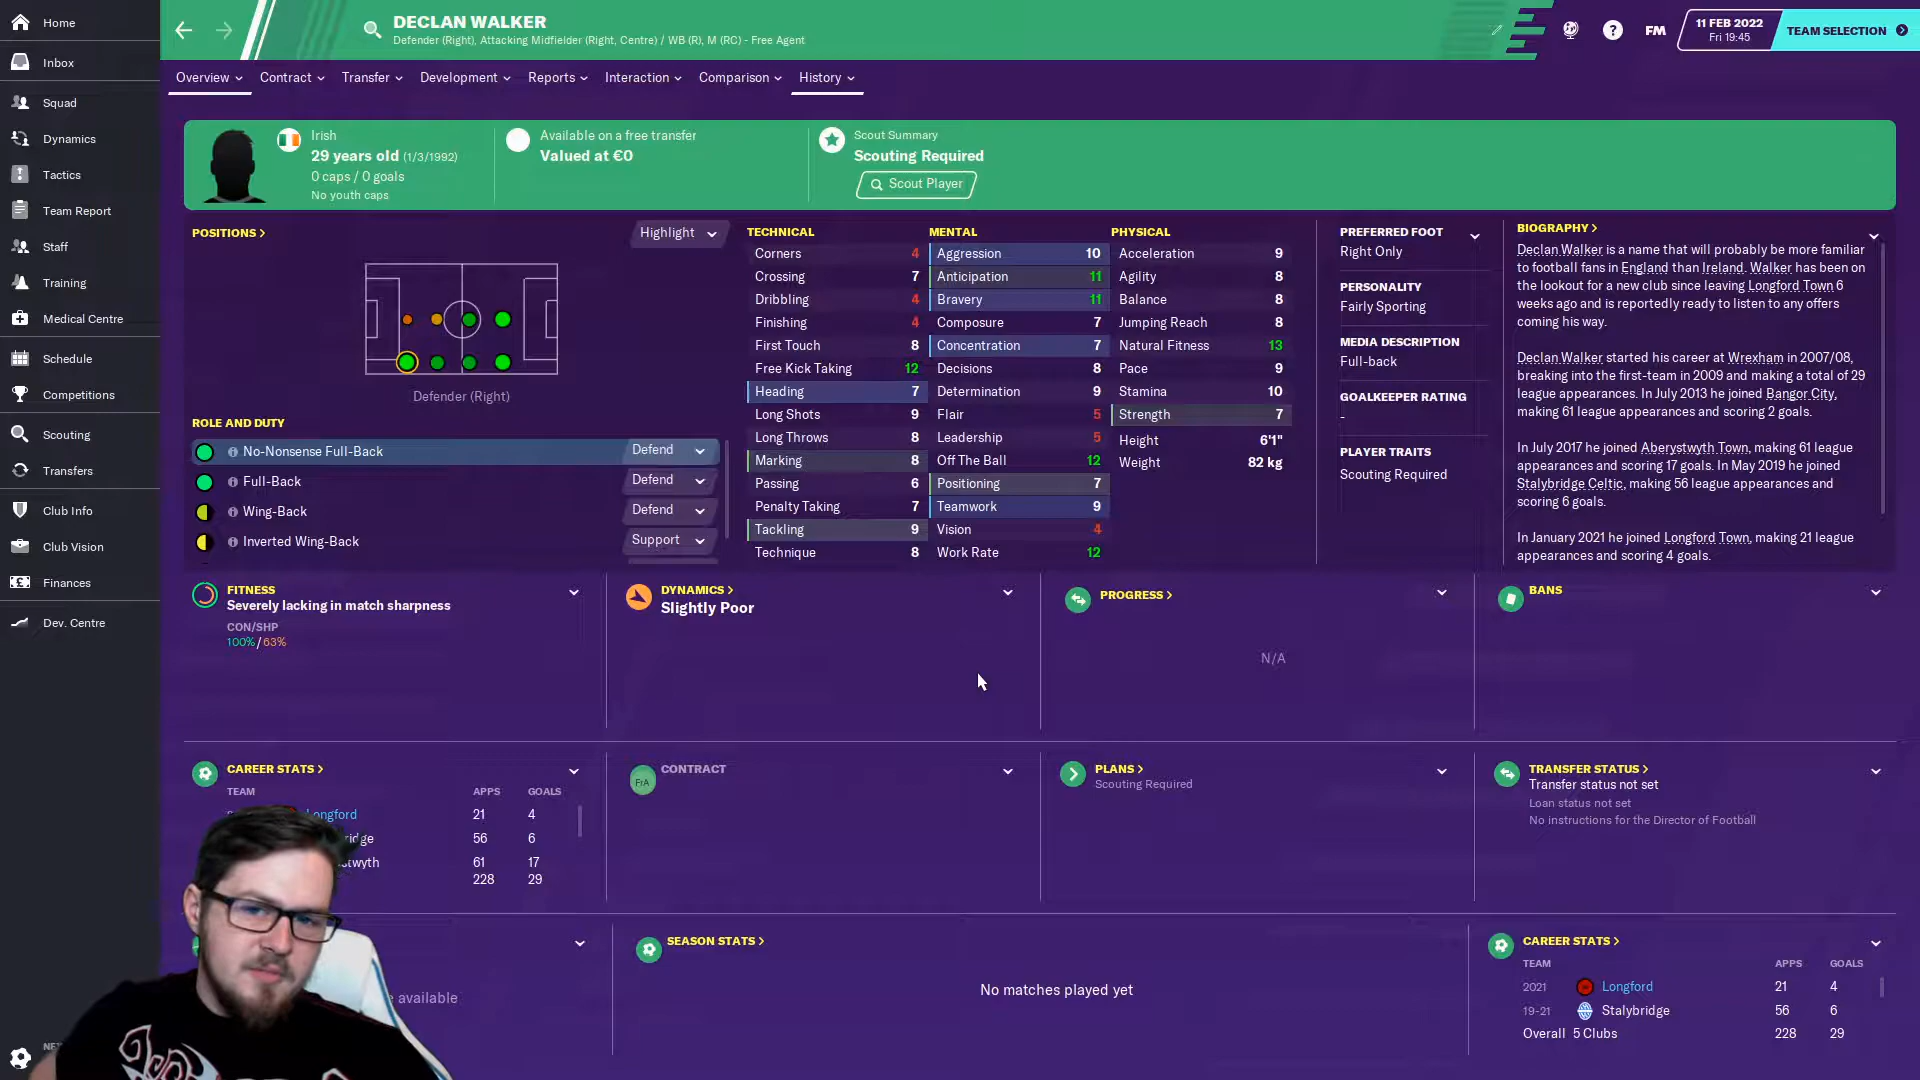 Home
Inbox
Squad
Dynamics
Tactics
Team Report
Staff
Training
Medical Centre
Schedule
Competitions
Scouting
Transfers
Club Info
Club Vision
Finances
Dev. Centre
DECLAN WALKER
Defender (Right), Attacking Midfielder (Right, Centre) / WB (R), M (RC) - Free Agent
FM
11 FEB 2022
Fri 19:45
TEAM SELECTION
Overview Contract Transfer Development Reports Interaction Comparison History
Irish
29 years old (1/3/1992)
0 caps / 0 goals
No youth caps
Available on a free transfer
Valued at €0
Scout Summary
Scouting Required
Scout Player
POSITIONS >
Highlight
Defender (Right)
ROLE AND DUTY
No-Nonsense Full-Back Defend
Full-Back Defend
Wing-Back Defend
Inverted Wing-Back Support
TECHNICAL
Corners 4
Crossing 7
Dribbling 4
Finishing 4
First Touch 8
Free Kick Taking 12
Heading 7
Long Shots 9
Long Throws 8
Marking 8
Passing 6
Penalty Taking 7
Tackling 9
Technique 8
MENTAL
Aggression 10
Anticipation 11
Bravery 11
Composure 7
Concentration 7
Decisions 8
Determination 9
Flair 5
Leadership 5
Off The Ball 12
Positioning 7
Teamwork 9
Vision 4
Work Rate 12
PHYSICAL
Acceleration 9
Agility 8
Balance 8
Jumping Reach 8
Natural Fitness 13
Pace 9
Stamina 10
Strength 7
Height 6'1"
Weight 82 kg
PREFERRED FOOT
Right Only
PERSONALITY
Fairly Sporting
MEDIA DESCRIPTION
Full-back
GOALKEEPER RATING
-
PLAYER TRAITS
Scouting Required
BIOGRAPHY >
Declan Walker is a name that will probably be more familiar
to football fans in England than Ireland. Walker has been on
the lookout for a new club since leaving Longford Town 6
weeks ago and is reportedly ready to listen to any offers
coming his way.
Declan Walker started his career at Wrexham in 2007/08,
breaking into the first-team in 2009 and making a total of 29
league appearances. In July 2013 he joined Bangor City,
making 61 league appearances and scoring 2 goals.
In July 2017 he joined Aberystwyth Town, making 61 league
appearances and scoring 17 goals. In May 2019 he joined
Stalybridge Celtic, making 56 league appearances and
scoring 6 goals.
In January 2021 he joined Longford Town, making 21 league
appearances and scoring 4 goals.
FITNESS
Severely lacking in match sharpness
CON/SHP
100% / 63%
DYNAMICS >
Slightly Poor
PROGRESS >
N/A
BANS
CAREER STATS >
TEAM APPS GOALS
ongford 21 4
ridge 56 6
stwyth 61 17
228 29
CONTRACT
FrA
PLANS >
Scouting Required
TRANSFER STATUS >
Transfer status not set
Loan status not set
No instructions for the Director of Football
available
SEASON STATS >
No matches played yet
CAREER STATS >
TEAM APPS GOALS
2021 Longford 21 4
19-21 Stalybridge 56 6
Overall 5 Clubs 228 29